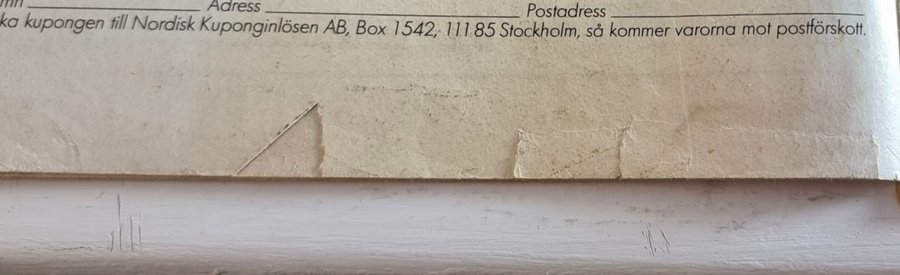 Adress Postadress
kupongen till Nordisk Kuponginlösen AB, Box 1542, 111 85 Stockholm, så kommer varorna mot postförskott.